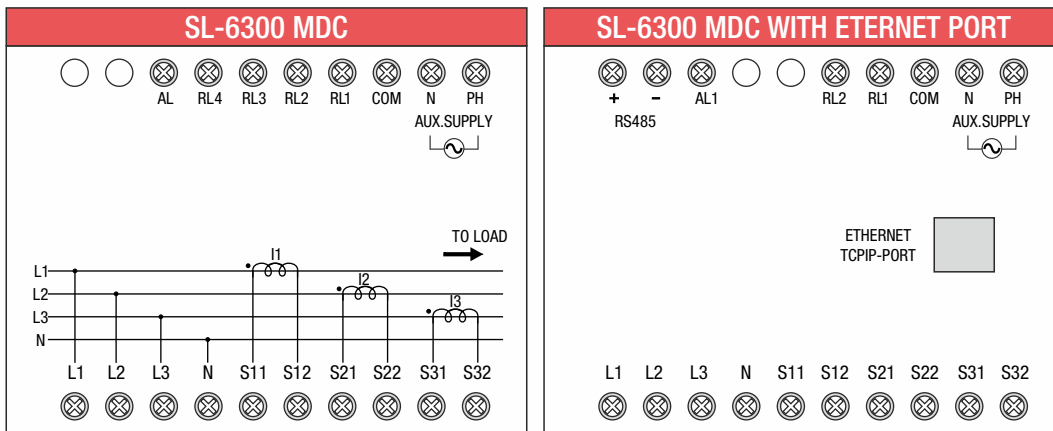 SL-6300 MDC
AL RL4 RL3 RL2 RL1 COM N PH
AUX.SUPPLY
TO LOAD
I1
L1
I2
L2
I3
L3
N
L1 L2 L3 N S11 S12 S21 S22 S31 S32
SL-6300 MDC WITH ETERNET PORT
+ - AL1 RL2 RL1 COM N PH
RS485 AUX.SUPPLY
ETHERNET
TCPIP-PORT
L1 L2 L3 N S11 S12 S21 S22 S31 S32